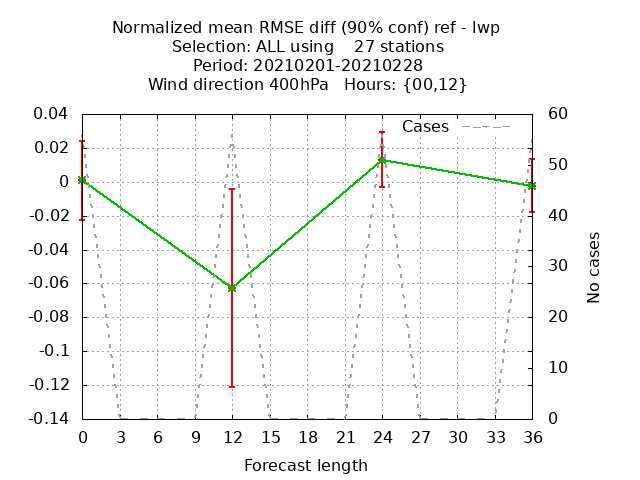 Normalized mean RMSE diff (90% conf) ref - lwp
Selection: ALL using    27 stations
Period: 20210201-20210228
Wind direction 400hPa   Hours: {00,12}
0.04
0.02
0
-0.02
-0.04
-0.06
-0.08
-0.1
-0.12
-0.14
Cases
60
50
40
30
20
10
0
No cases
0 3 6 9 12 15 18 21 24 27 30 33 36
Forecast length